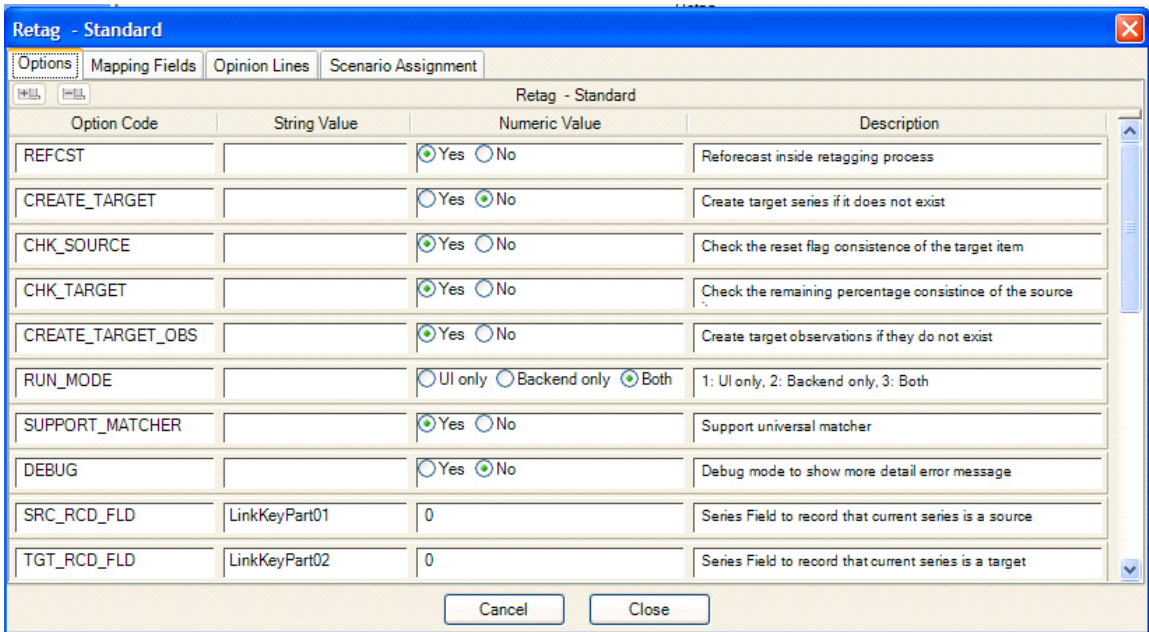 Retag - Standard
Options Mapping Fields Opinion Lines Scenario Assignment
Retag - Standard
Option Code String Value Numeric Value Description
REFCST Yes No Reforecast inside retagging process
CREATE_TARGET Yes No Create target series if it does not exist
CHK_SOURCE Yes No Check the reset flag consistence of the target item
CHK_TARGET Yes No Check the remaining percentage consistince of the source
CREATE_TARGET_OBS Yes No Create target observations if they do not exist
RUN_MODE UI only Backend only Both 1: UI only, 2: Backend only, 3: Both
SUPPORT_MATCHER Yes No Support universal matcher
DEBUG Yes No Debug mode to show more detail error message
SRC_RCD_FLD LinkKeyPart01 0 Series Field to record that current series is a source
TGT_RCD_FLD LinkKeyPart02 0 Series Field to record that current series is a target
Cancel Close